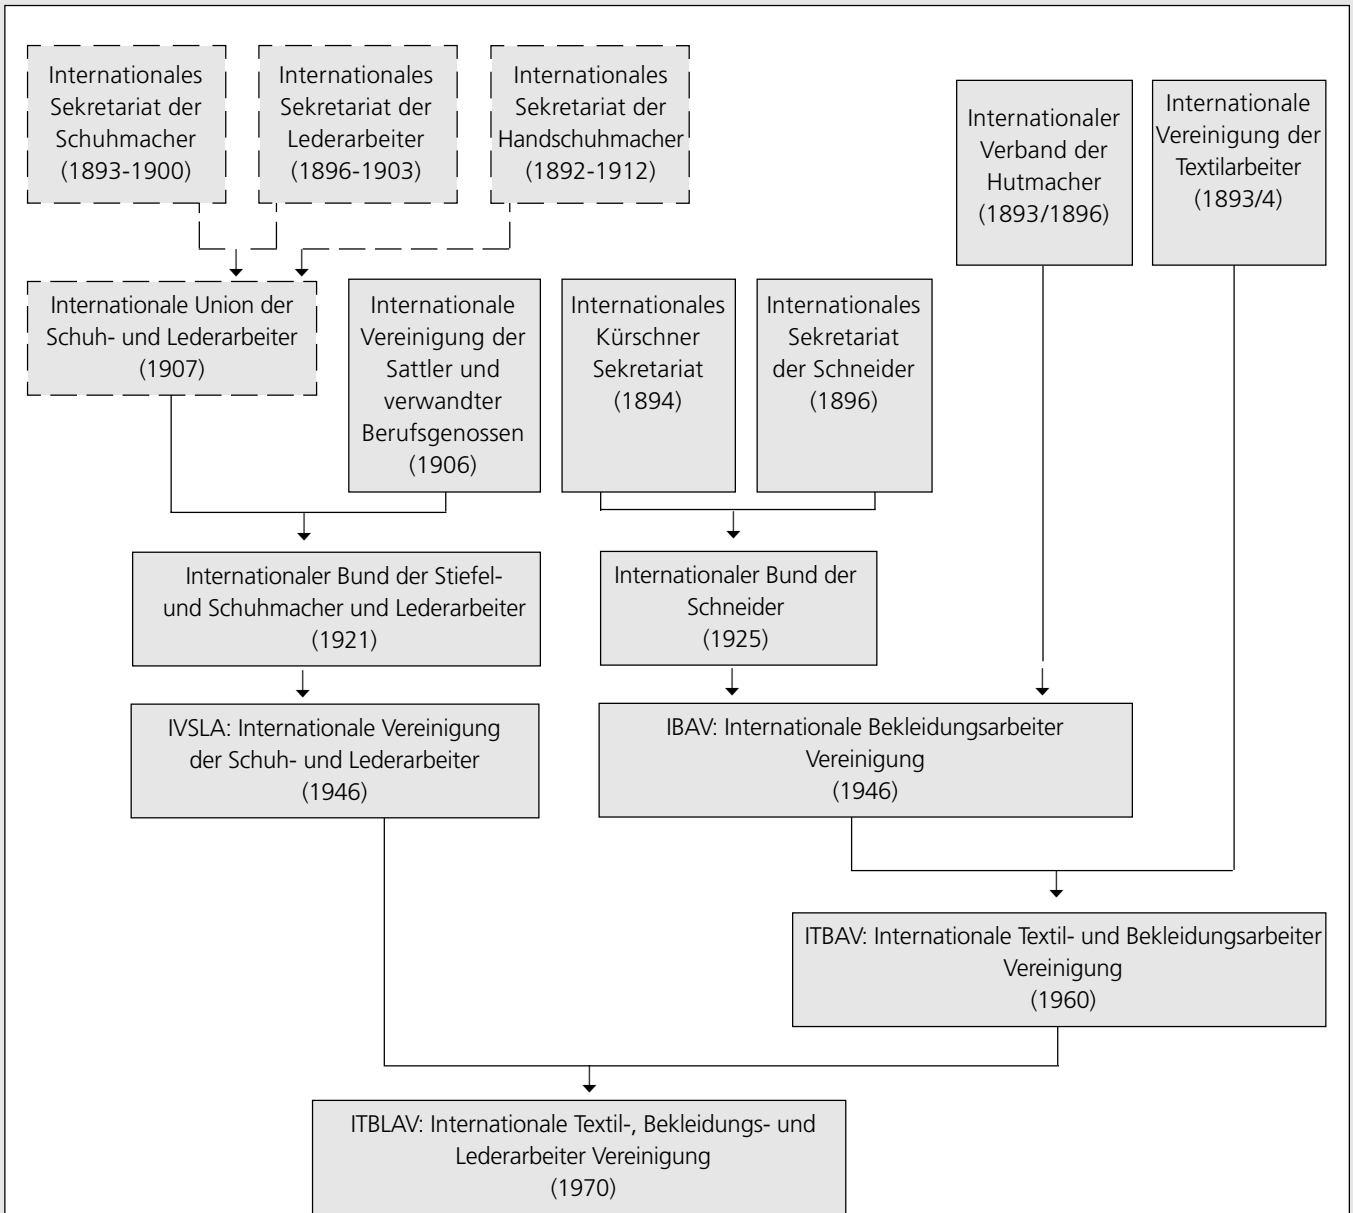 Internationales
Sekretariat der
Schuhmacher
(1893-1900)
Internationales
Sekretariat der
Lederarbeiter
(1896-1903)
Internationales
Sekretariat der
Handschuhmacher
(1892-1912)
Internationaler
Verband der
Hutmacher
(1893/1896)
Internationale
Vereinigung der
Textilarbeiter
(1893/4)
Internationale Union der
Schuh- und Lederarbeiter
(1907)
Internationale
Vereinigung der
Sattler und
verwandter
Berufsgenossen
(1906)
Internationales
Kürschner
Sekretariat
(1894)
Internationales
Sekretariat
der Schneider
(1896)
Internationaler Bund der Stiefel-
und Schuhmacher und Lederarbeiter
(1921)
Internationaler Bund der
Schneider
(1925)
IVSLA: Internationale Vereinigung
der Schuh- und Lederarbeiter
(1946)
IBAV: Internationale Bekleidungsarbeiter
Vereinigung
(1946)
ITBAV: Internationale Textil- und Bekleidungsarbeiter
Vereinigung
(1960)
ITBLAV: Internationale Textil-, Bekleidungs- und
Lederarbeiter Vereinigung
(1970)